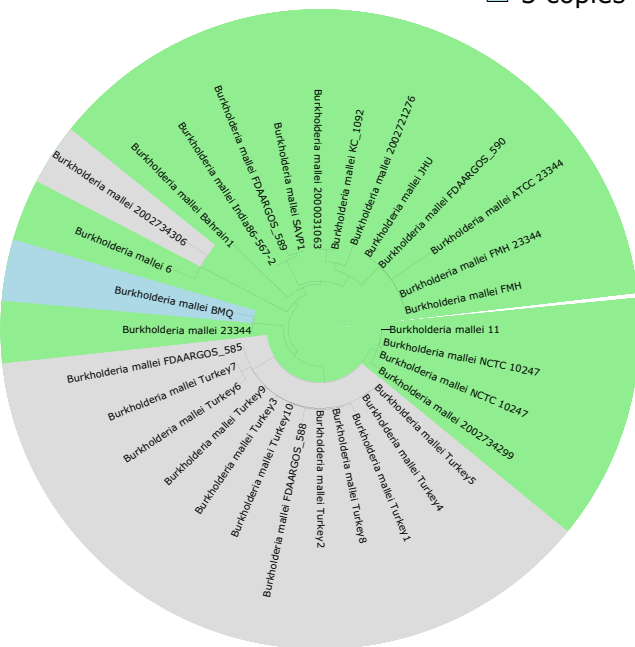 copies
Burkholderia mallei 2002734306
Burkholderia mallei Bahrain1
Burkholderia mallei India86-567-2
Burkholderia mallei FDAARGOS_589
Burkholderia mallei SAVP1
Burkholderia mallei 2000031063
Burkholderia mallei KC_1092
Burkholderia mallei 2002721276
Burkholderia mallei JHU
Burkholderia mallei FDAARGOS_590
Burkholderia mallei ATCC 23344
Burkholderia mallei FMH 23344
Burkholderia mallei FMH
Burkholderia mallei 11
Burkholderia mallei NCTC 10247
Burkholderia mallei NCTC 10247
Burkholderia mallei 2002734299
Burkholderia mallei Turkey5
Burkholderia mallei Turkey4
Burkholderia mallei Turkey1
Burkholderia mallei Turkey8
Burkholderia mallei Turkey2
Burkholderia mallei FDAARGOS_588
Burkholderia mallei Turkey10
Burkholderia mallei Turkey3
Burkholderia mallei Turkey9
Burkholderia mallei Turkey6
Burkholderia mallei Turkey7
Burkholderia mallei FDAARGOS_585
Burkholderia mallei 23344
Burkholderia mallei BMQ
Burkholderia mallei 6